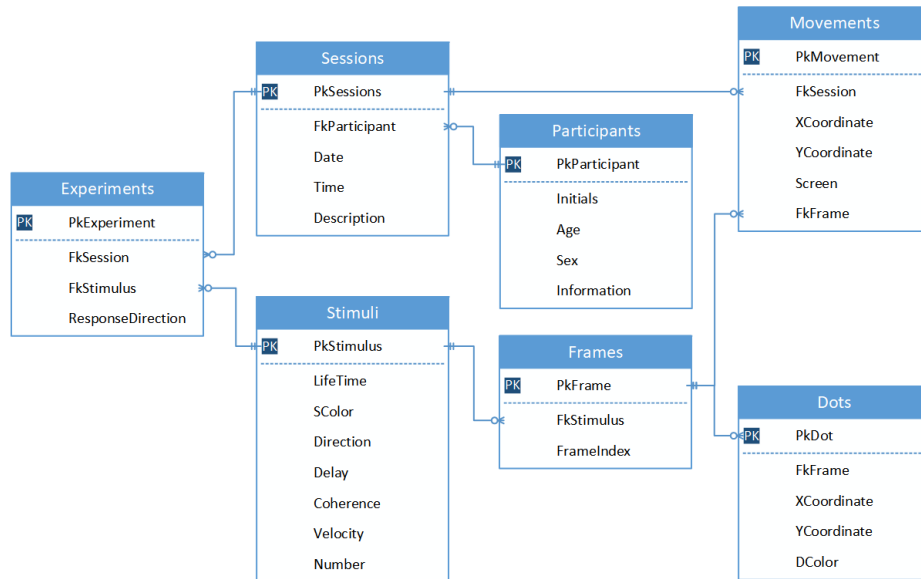 Experiments
PK PkExperiment
FkSession
FkStimulus
ResponseDirection
Sessions
PK PkSessions
FkParticipant
Date
Time
Description
Stimuli
PK PkStimulus
LifeTime
SColor
Direction
Delay
Coherence
Velocity
Number
Participants
PK PkParticipant
Initials
Age
Sex
Information
Frames
PK PkFrame
FkStimulus
FrameIndex
Movements
PK PkMovement
FkSession
XCoordinate
YCoordinate
Screen
FkFrame
Dots
PK PkDot
FkFrame
XCoordinate
YCoordinate
DColor